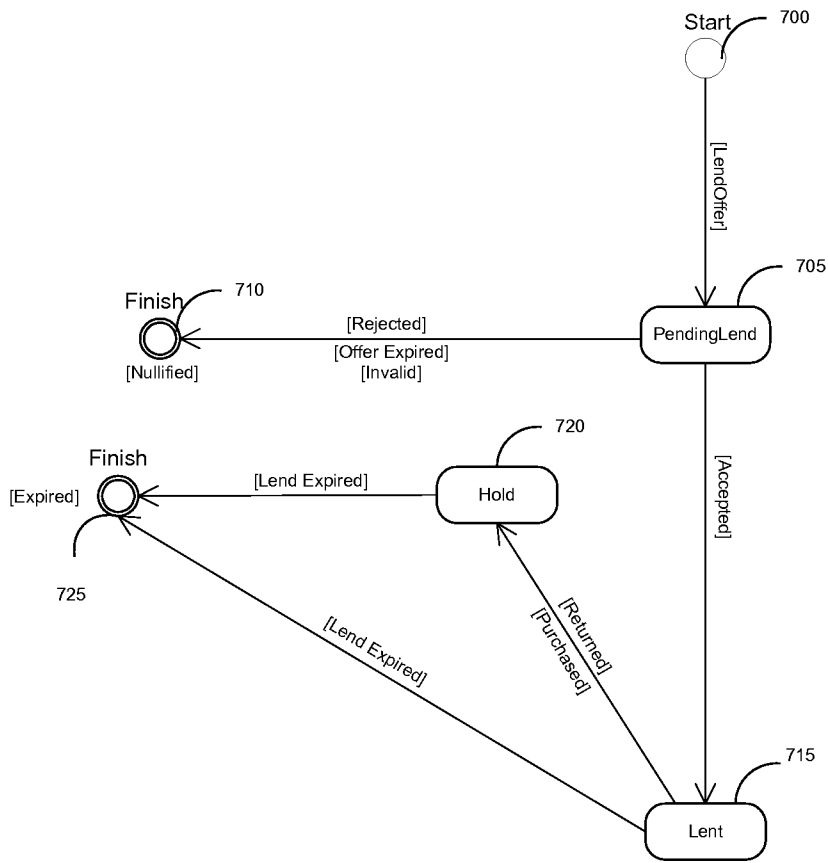 Start
700
[LendOffer]
705
Finish
710
[Rejected]
PendingLend
[Offer Expired]
[Nullified]
[Invalid]
720
Finish
[Accepted]
[Lend Expired]
Hold
[Expired]
725
[Returned]
[Purchased]
[Lend Expired]
715
Lent